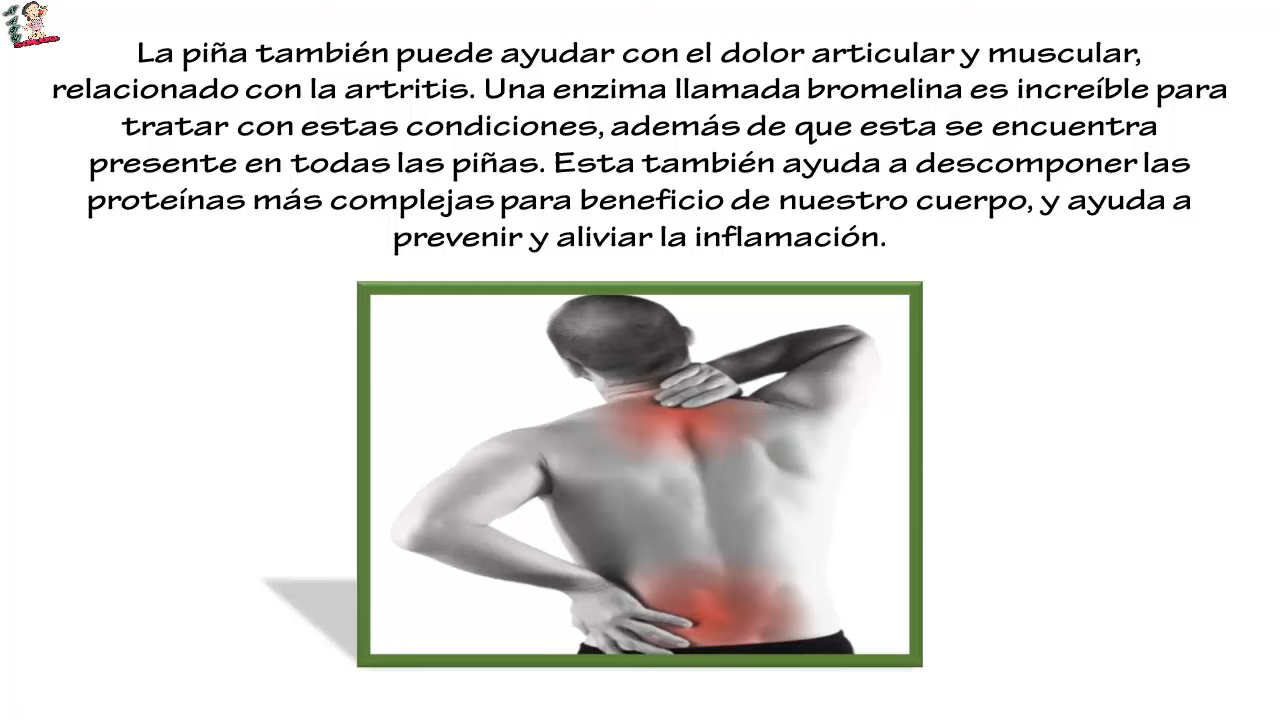 La piña también puede ayudar con el dolor articular y muscular,
relacionado con la artritis. Una enzima llamada bromelina es increíble para
tratar con estas condiciones, además de que esta se encuentra
presente en todas las piñas. Esta también ayuda a descomponer las
proteínas más complejas para beneficio de nuestro cuerpo, y ayuda a
prevenir y aliviar la inflamación.